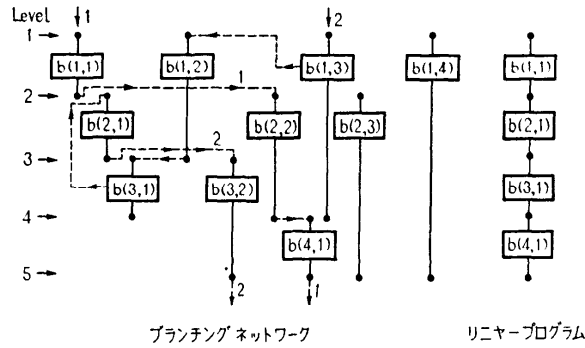 Level
1
2
1
b(1,1)
b(1,2)
b(1,3)
b(1,4)
b(1,1)
2
1
b(2,1)
b(2,2)
b(2,3)
b(2,1)
3
2
b(3,1)
b(3,2)
b(3,1)
4
b(4,1)
b(4,1)
5
2
1
ブランチングネットワーク
リニヤープログラム